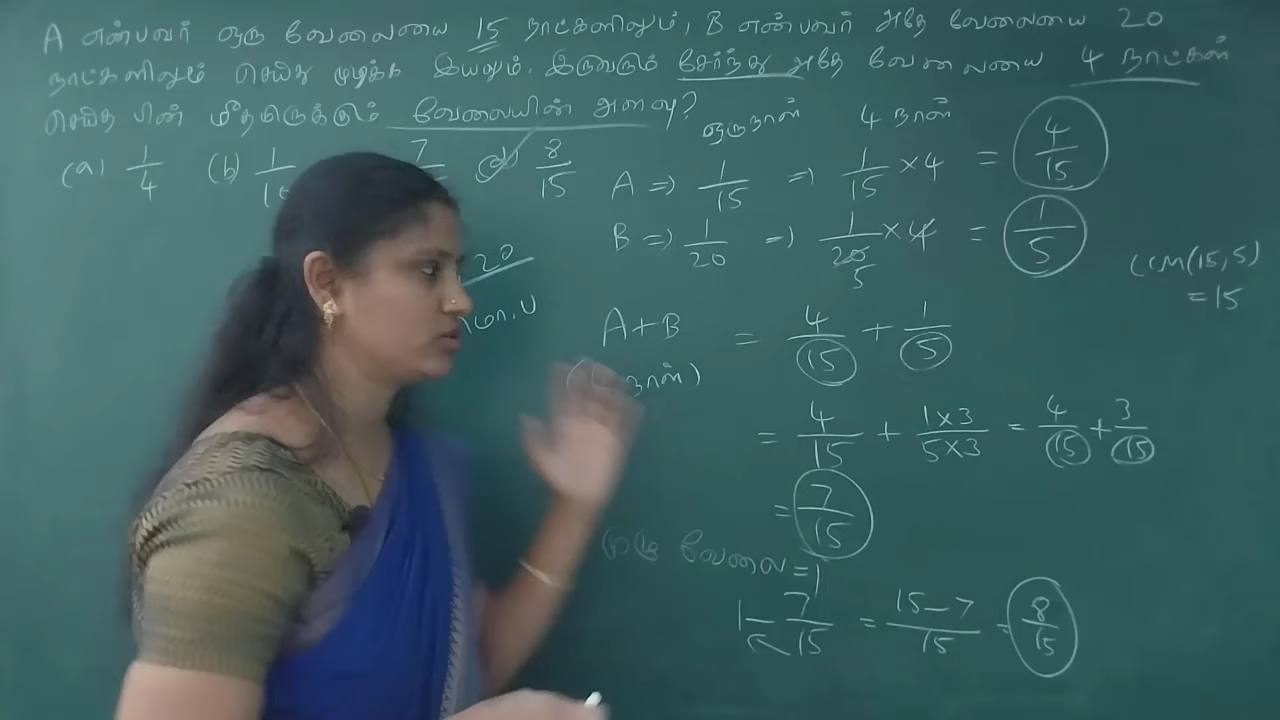 A என்பவர் ஒரு வேலையை 15 நாட்களிலும், B என்பவர் அதே வேலையை 20
நாட்களிலும் செய்து முடிக்க இயலும். இருவரும் சேர்ந்து அதே வேலையை 4 நாட்கள்
செய்த பின் மீதமிருக்கும் வேலையின் அளவு?
(a) 1/4 (b) 7 (d) 8/15
ஒருநாள் 4 நாள்
A => 1/15 => 1/15 × 4 = 4/15
B => 1/20 => 1/20 × 4 = 1/5
5
LCM(15,5)
= 15
20
மொ.ப
A+B = 4/15 + 1/5
நாள்)
= 4/15 + 1×3/5×3 = 4/15 + 3/15
= 7/15
முழு வேலை = 1
1 - 7/15 = 15-7/15 = 8/15